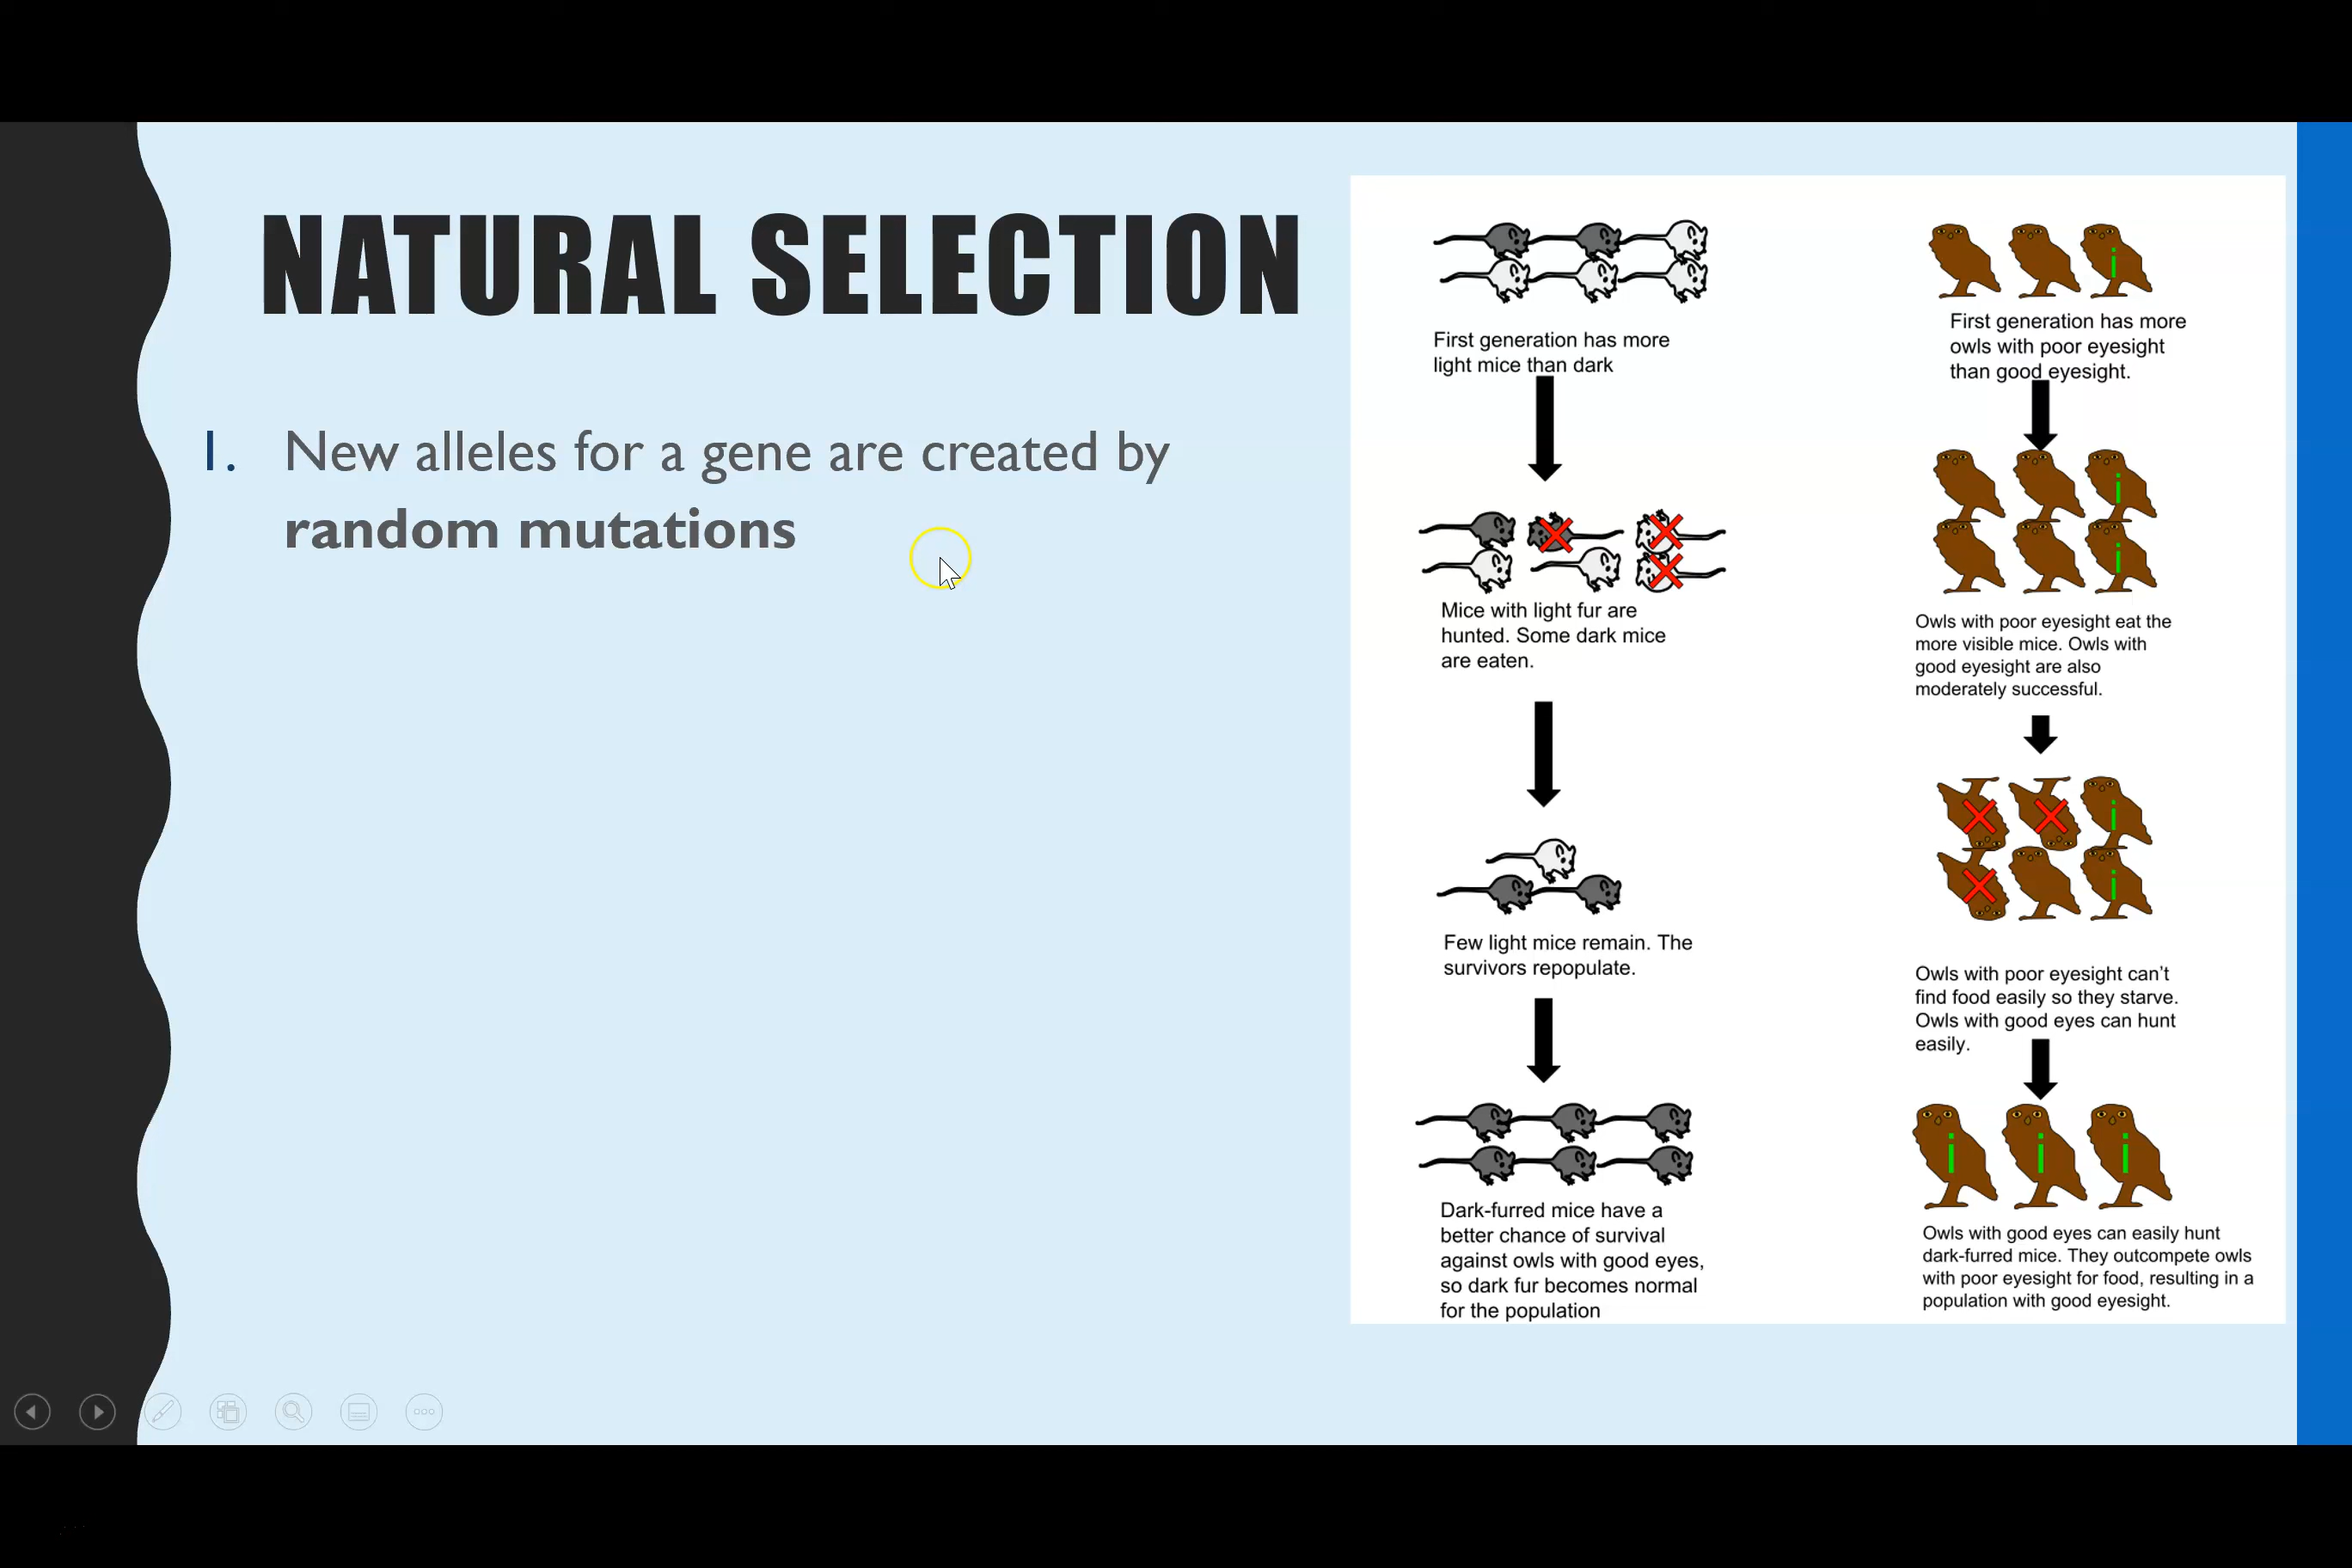 NATURAL SELECTION
1. New alleles for a gene are created by
random mutations
First generation has more
light mice than dark
Mice with light fur are
hunted. Some dark mice
are eaten.
Few light mice remain. The
survivors repopulate.
Dark-furred mice have a
better chance of survival
against owls with good eyes,
so dark fur becomes normal
for the population
i
First generation has more
owls with poor eyesight
than good eyesight.
i
i
Owls with poor eyesight eat the
more visible mice. Owls with
good eyesight are also
moderately successful.
i
i
Owls with poor eyesight can't
find food easily so they starve.
Owls with good eyes can hunt
easily.
i i i
Owls with good eyes can easily hunt
dark-furred mice. They outcompete owls
with poor eyesight for food, resulting in a
population with good eyesight.